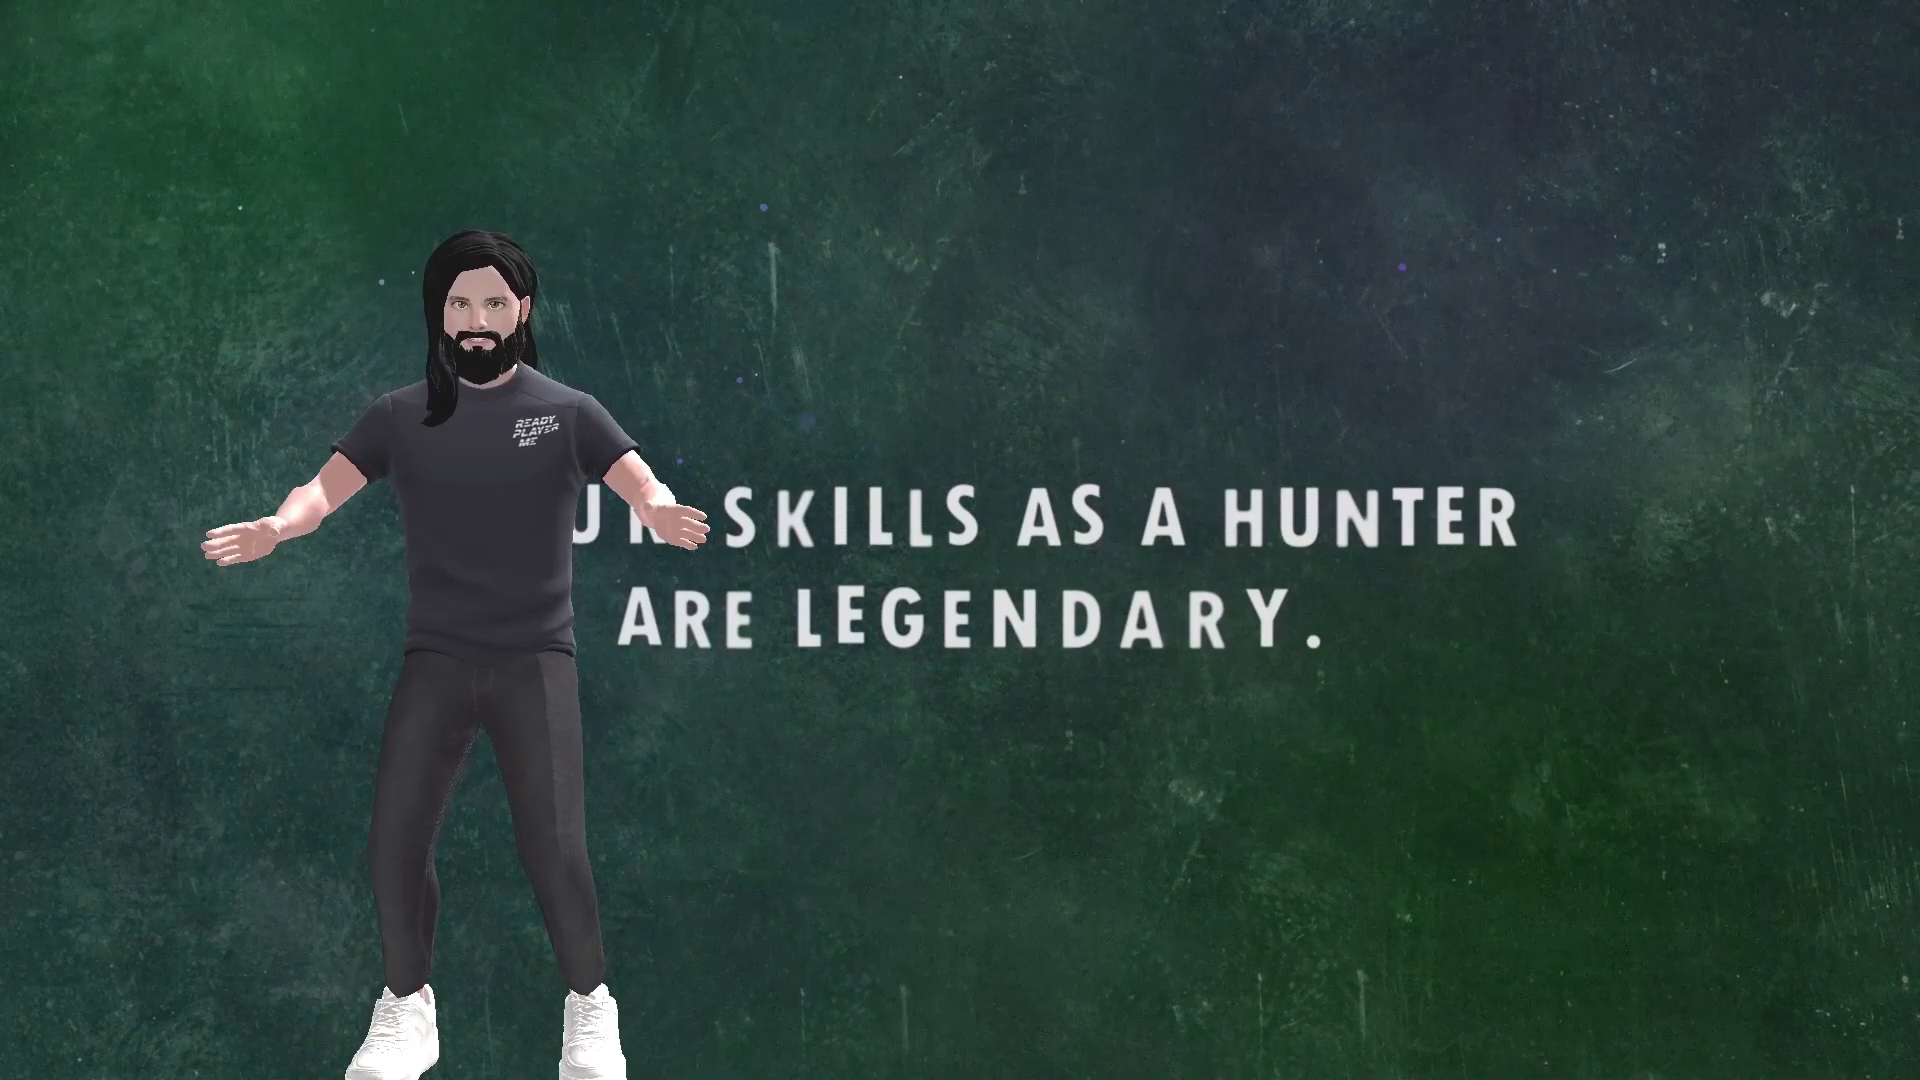 READY
PLAYER
ME
SKILLS AS A HUNTER
ARE LEGENDARY.